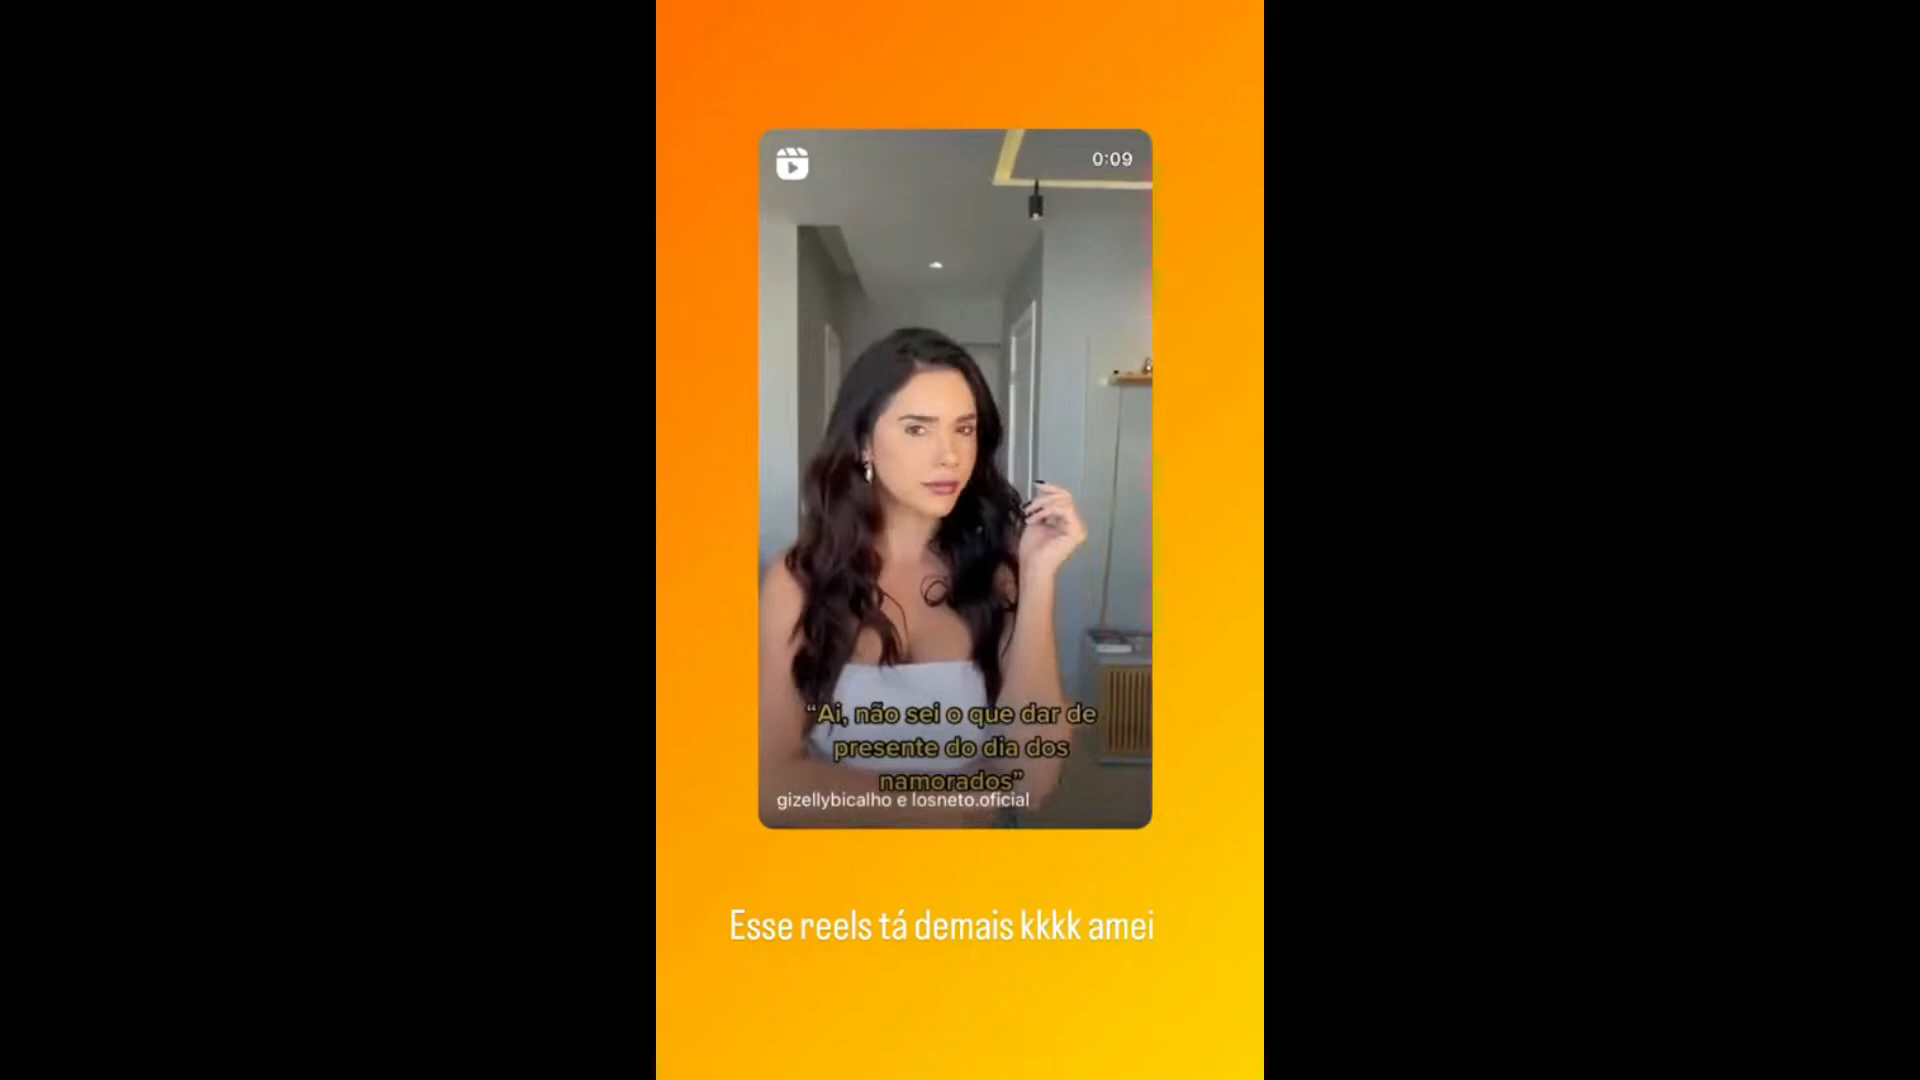 0:09
“Ai, não sei o que dar de
presente do dia dos
namorados”
gizellybicalho e losneto.oficial
Esse reels tá demais kkkk amei